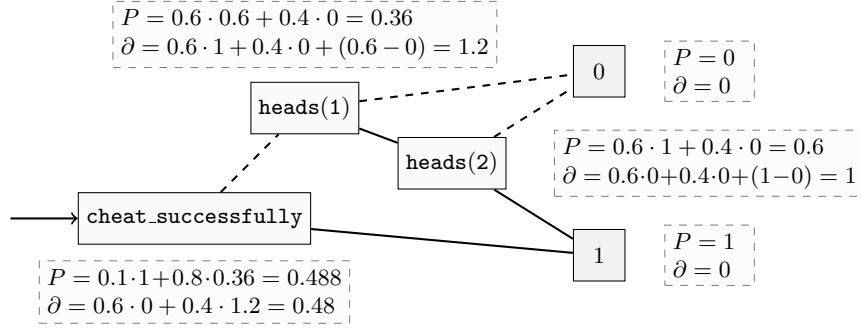 P = 0.6 · 0.6 + 0.4 · 0 = 0.36
∂ = 0.6 · 1 + 0.4 · 0 + (0.6 − 0) = 1.2
0
P = 0
∂ = 0
heads(1)
heads(2)
P = 0.6 · 1 + 0.4 · 0 = 0.6
∂ = 0.6·0+0.4·0+(1−0) = 1
cheat_successfully
1
P = 1
∂ = 0
P = 0.1·1+0.8·0.36 = 0.488
∂ = 0.6 · 0 + 0.4 · 1.2 = 0.48